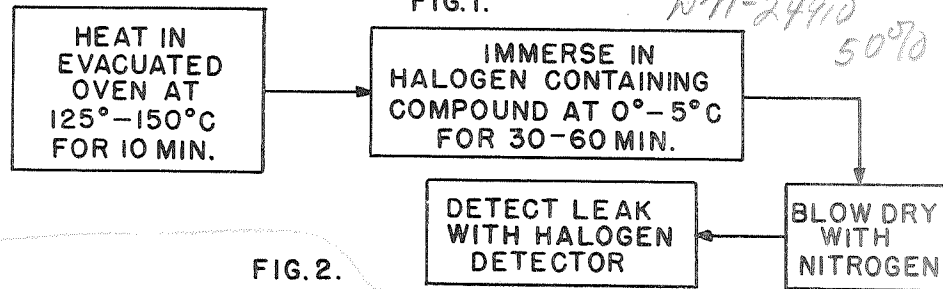 FIG. 1.
50%
HEAT IN
EVACUATED
OVEN AT
125°-150°C
FOR 10 MIN.
IMMERSE IN
HALOGEN CONTAINING
COMPOUND AT 0°-5°C
FOR 30-60 MIN.
BLOW DRY
WITH
NITROGEN
DETECT LEAK
WITH HALOGEN
DETECTOR
FIG. 2.